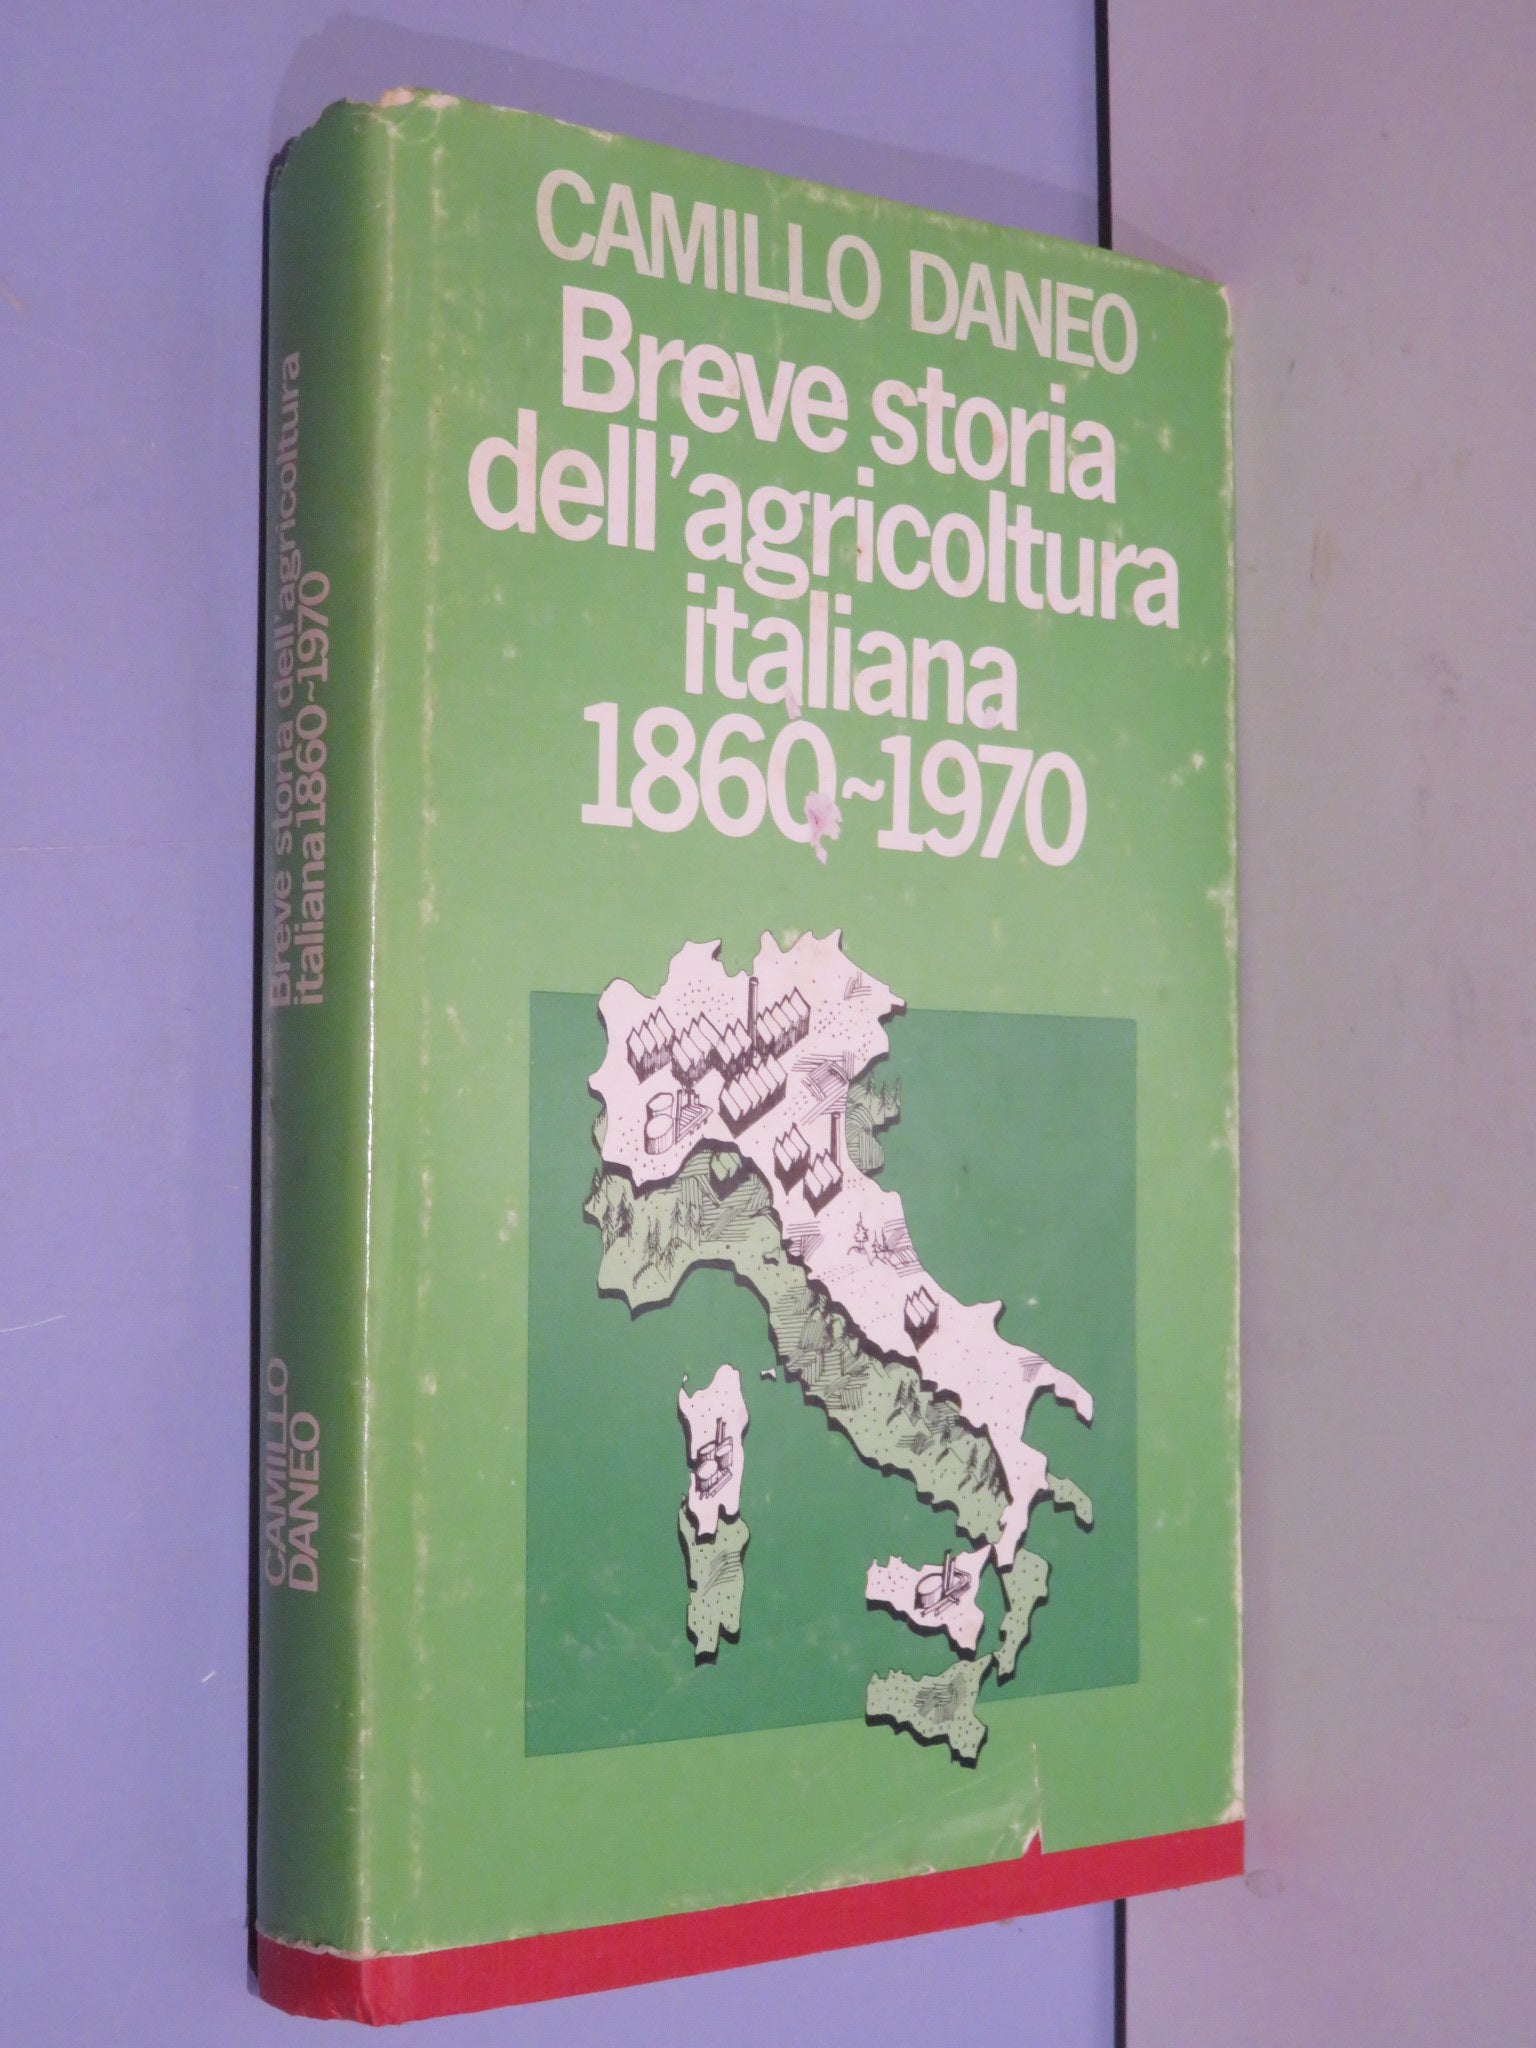 CAMILLO DANEO
Breve storia
dell'agricoltura
italiana
1860~1970
Breve storia dell'agricoltura
italiana 1860~1970
CAMILLO
DANEO